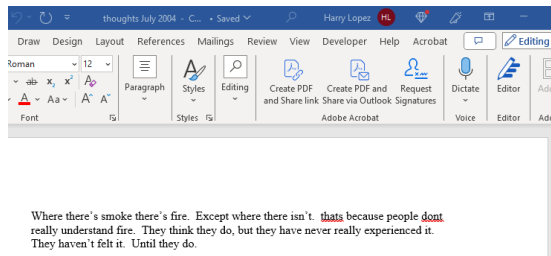 thoughts July 2004 - C... • Saved
Harry Lopez HL
Draw Design Layout References Mailings Review View Developer Help Acrobat Editing
Roman 12
ab x₂ x² A
A Aa A A
Paragraph
Styles
Editing
Create PDF and Share link
Create PDF and Share via Outlook
Request Signatures
Dictate
Editor
Font Styles Adobe Acrobat Voice Editor
Where there's smoke there's fire. Except where there isn't. thats because people dont
really understand fire. They think they do, but they have never really experienced it.
They haven't felt it. Until they do.